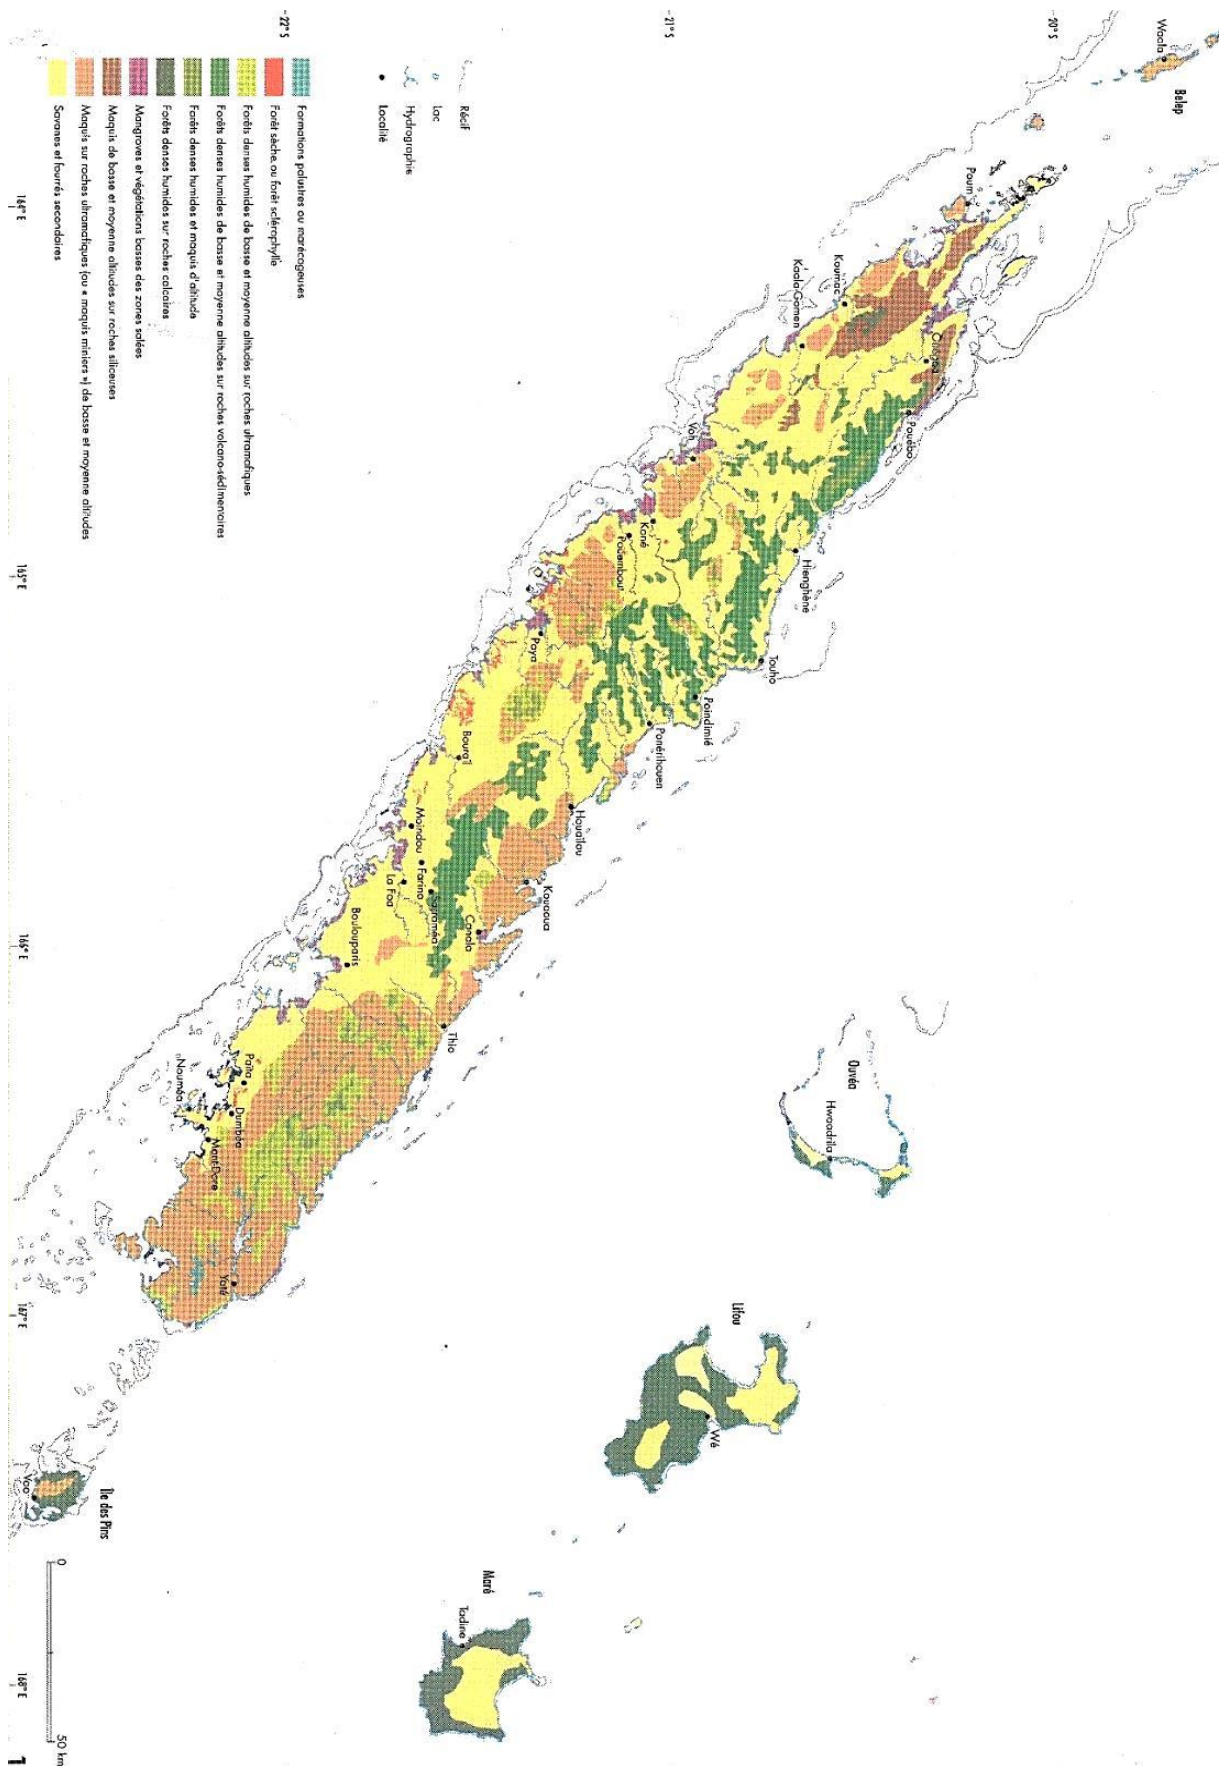 Formations palustres ou marécageuses
Forêt sèche ou forêt sclérophylle
Forêts denses humides de basse et moyenne altitudes sur roches ultramafiques
Forêts denses humides de basse et moyenne altitudes sur roches volcano-sédimentaires
Forêts denses humides et maquis d'altitude
Forêts denses humides sur roches calcaires
Mangroves et végétations basses des zones salées
Maquis de basse et moyenne altitudes sur roches siliceuses
Maquis sur roches ultramafiques (ou « maquis miniers ») de basse et moyenne altitudes
Savanes et fourrés secondaires
Récif
Lac
Hydrographie
Localité
20° S
21° S
22° S
164° E
165° E
166° E
167° E
168° E
Waala
Belep
Poum
Koumac
Kaala-Gomen
Ouégoa
Pouébo
Voh
Koné
Pouembout
Hienghène
Touho
Poya
Poindimié
Ponérihouen
Bouraïl
Houaïlou
Moindou
Farino
La Foa
Sarraméa
Kouaoua
Canala
Boulouparis
Thio
Païta
Nouméa
Dumbéa
Mont-Dore
Yaté
Ouvéa
Hwaadrila
Lifou
Wé
Maré
Tadine
Île des Pins
Vao
0
50 km
1